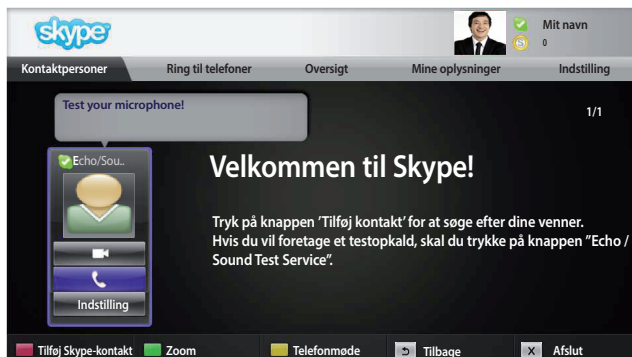 skype
Mit navn
S 0
Kontaktpersoner Ring til telefoner Oversigt Mine oplysninger Indstilling
Test your microphone!
1/1
Echo/Sou..
Velkommen til Skype!
Tryk på knappen 'Tilføj kontakt' for at søge efter dine venner.
Hvis du vil foretage et testopkald, skal du trykke på knappen "Echo /
Sound Test Service".
Indstilling
Tilføj Skype-kontakt Zoom Telefonmøde Tilbage X Afslut